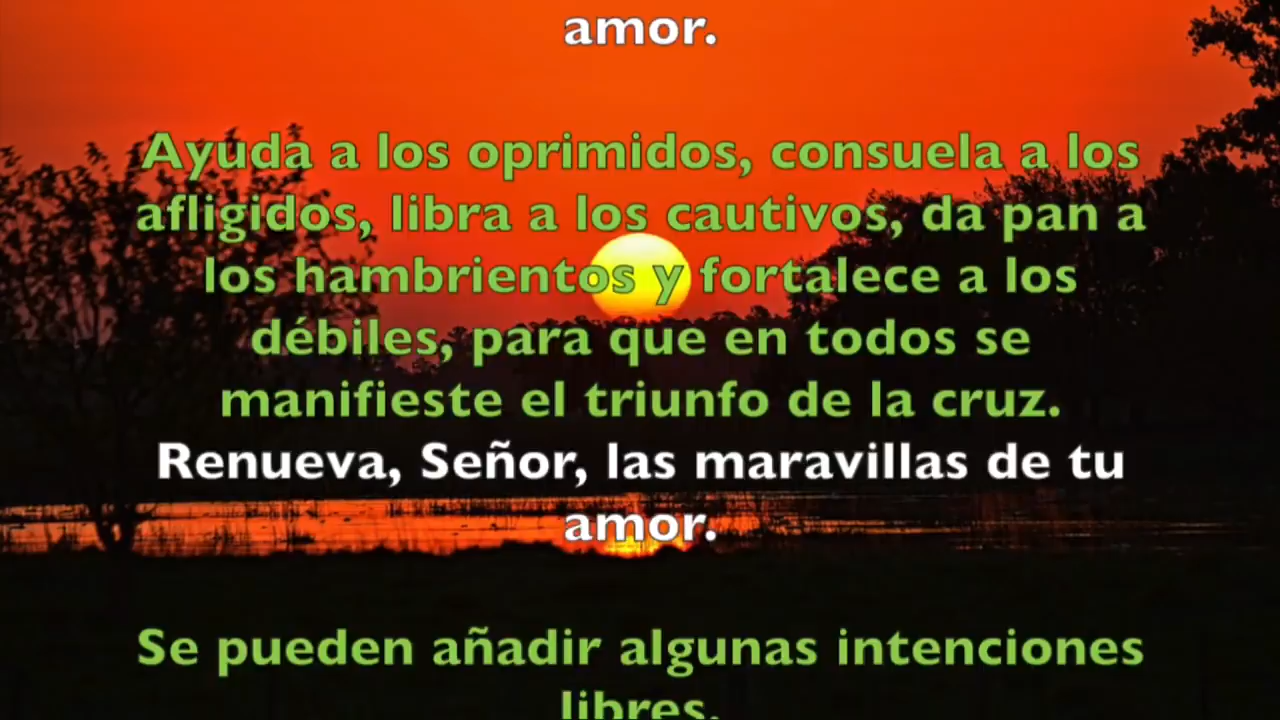 amor.
Ayuda a los oprimidos, consuela a los
afligidos, libra a los cautivos, da pan a
los hambrientos y fortalece a los
débiles, para que en todos se
manifieste el triunfo de la cruz.
Renueva, Señor, las maravillas de tu
amor.
Se pueden añadir algunas intenciones
libres.